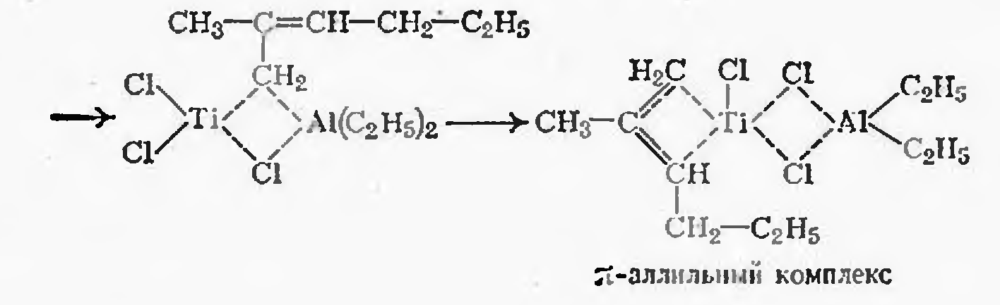 CH₃—C=CH—CH₂—C₂H₅
CH₂ H₂C Cl Cl
Cl C₂H₅
Ti Al(C₂H₅)₂ CH₃—C Ti Al
Cl Cl CH Cl C₂H₅
CH₂—C₂H₅
π-аллильный комплекс